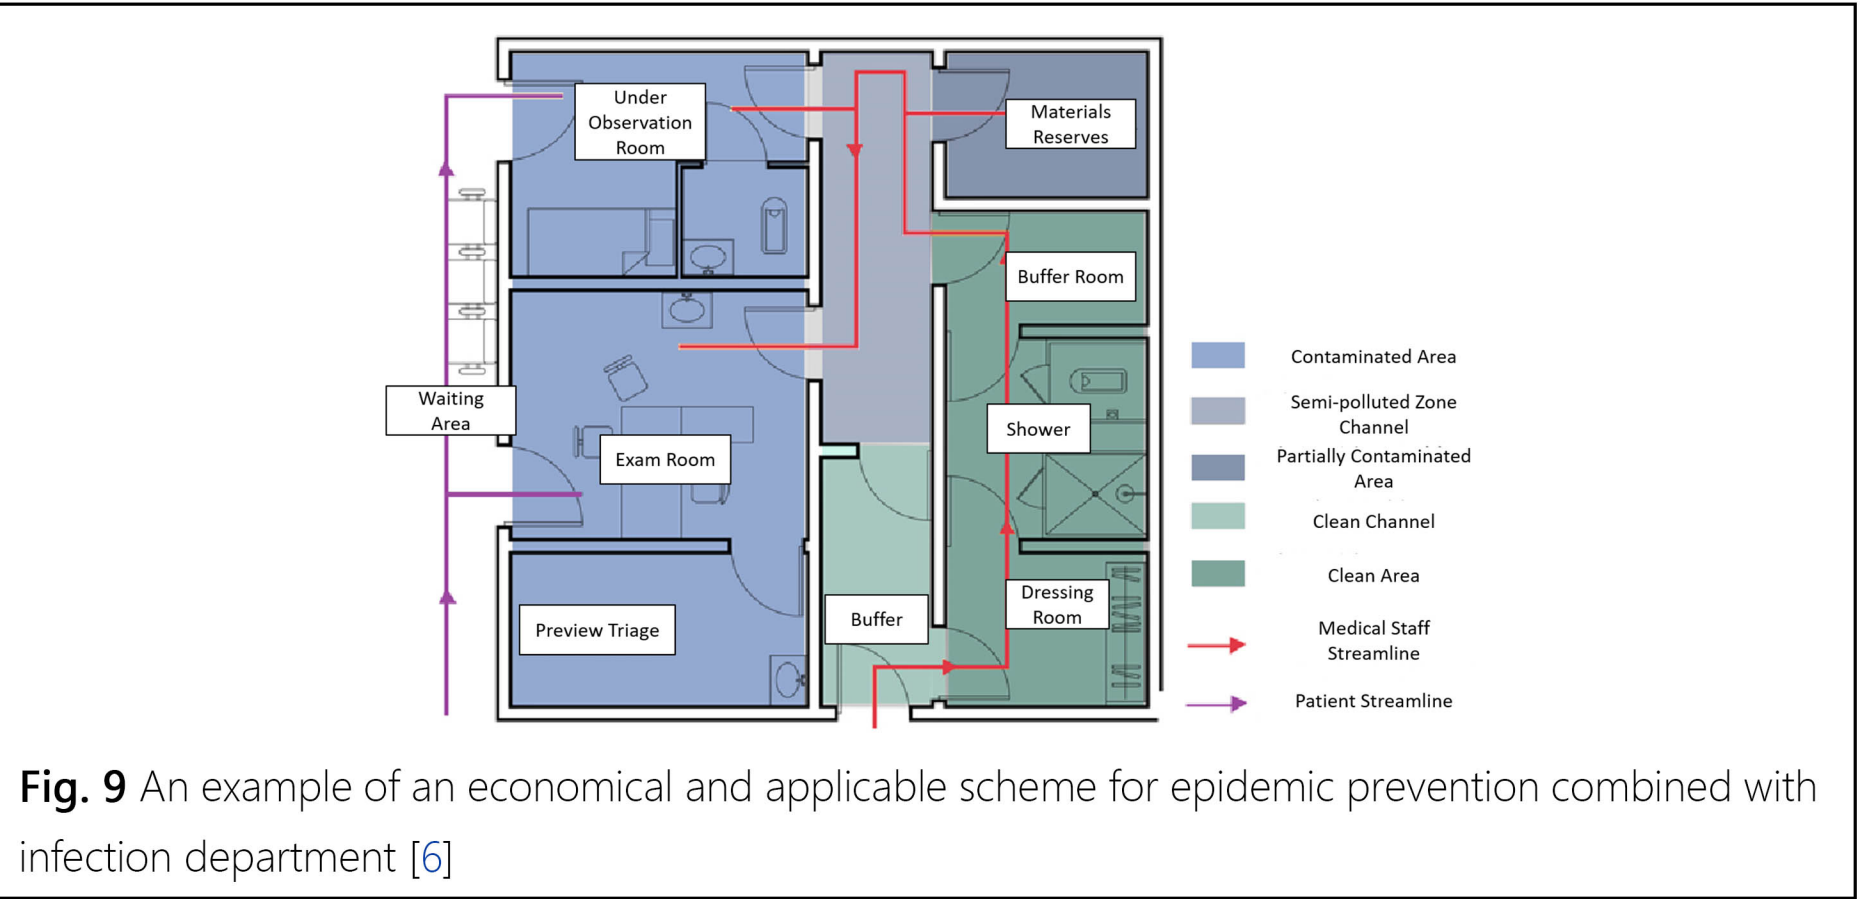 Under
Observation
Room
Materials
Reserves
Buffer Room
Waiting
Area
Shower
Exam Room
Dressing
Room
Preview Triage
Buffer
Contaminated Area
Semi-polluted Zone
Channel
Partially Contaminated
Area
Clean Channel
Clean Area
Medical Staff
Streamline
Patient Streamline
Fig. 9 An example of an economical and applicable scheme for epidemic prevention combined with
infection department [6]